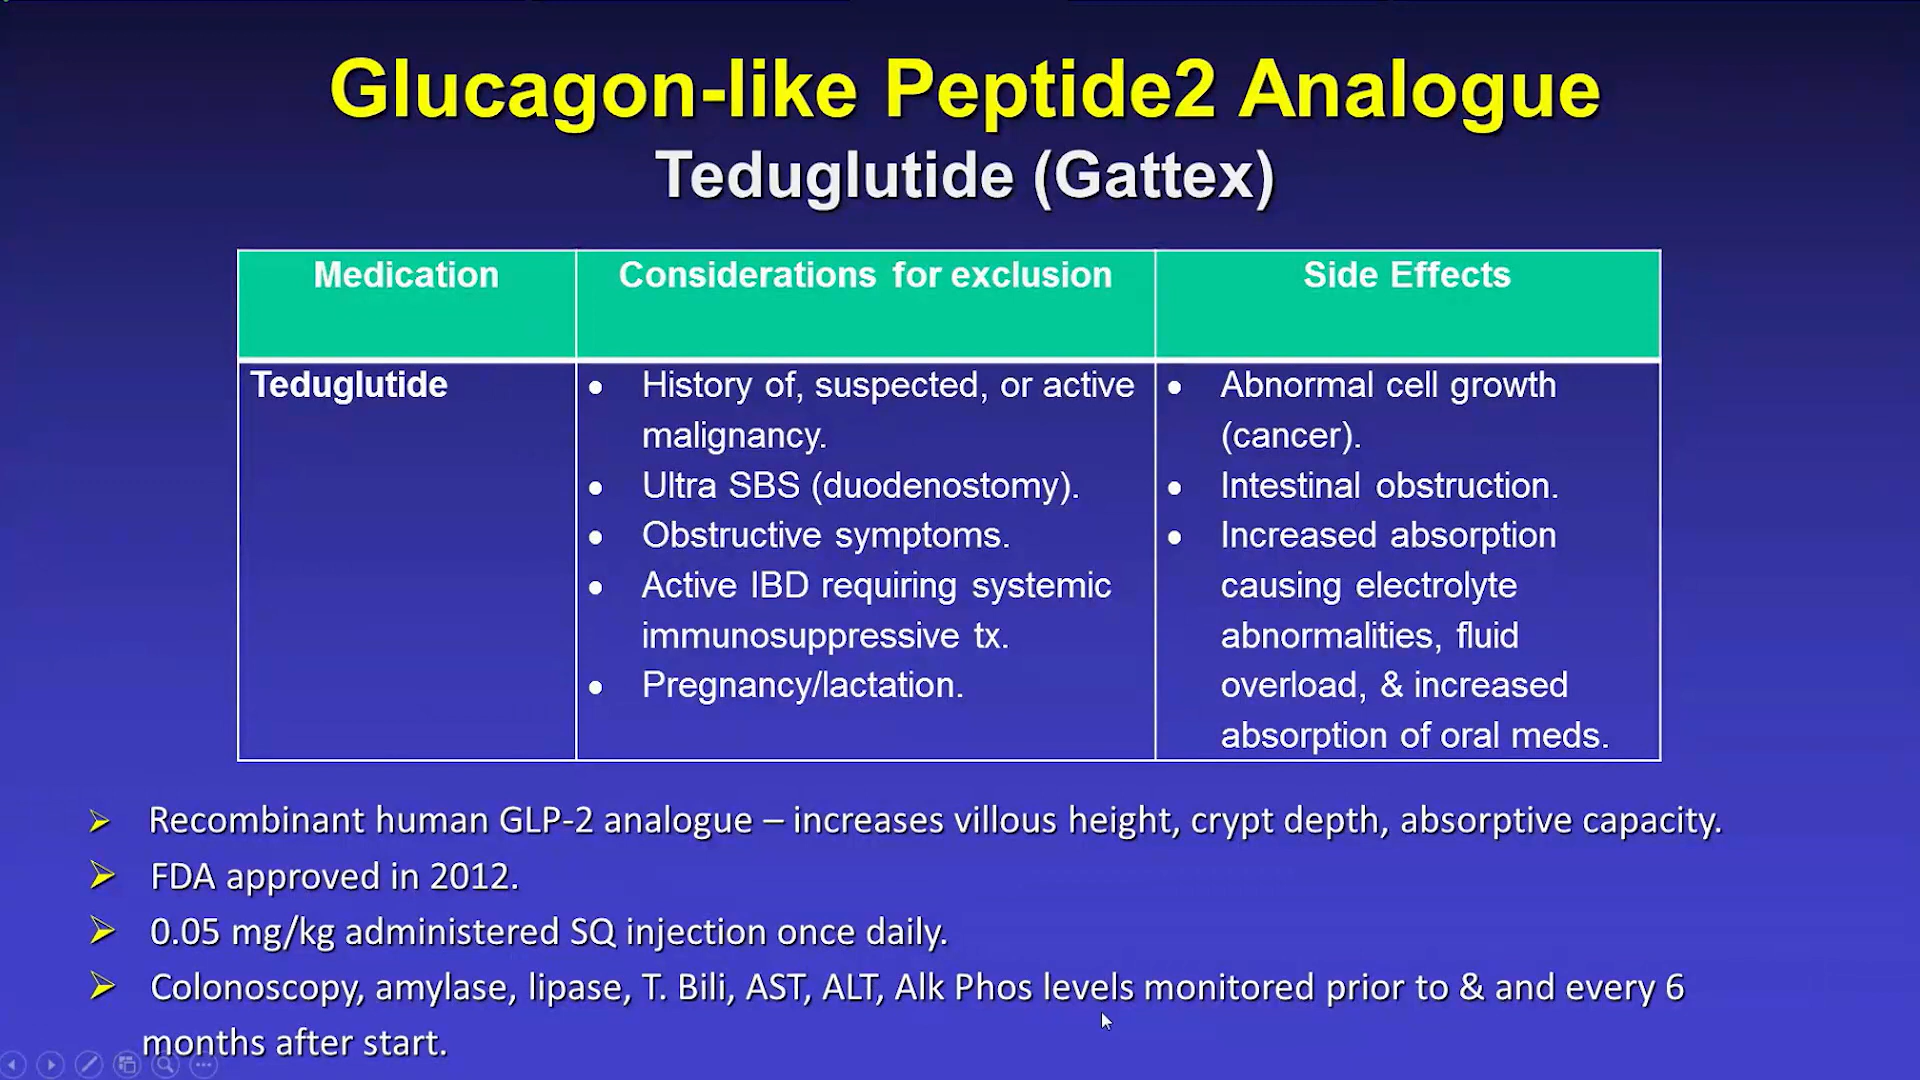 Glucagon-like Peptide2 Analogue
Teduglutide (Gattex)
Medication
Considerations for exclusion
Side Effects
Teduglutide
• History of, suspected, or active
malignancy.
• Ultra SBS (duodenostomy).
• Obstructive symptoms.
• Active IBD requiring systemic
immunosuppressive tx.
• Pregnancy/lactation.
• Abnormal cell growth
(cancer).
• Intestinal obstruction.
• Increased absorption
causing electrolyte
abnormalities, fluid
overload, & increased
absorption of oral meds.
➢ Recombinant human GLP-2 analogue – increases villous height, crypt depth, absorptive capacity.
➢ FDA approved in 2012.
➢ 0.05 mg/kg administered SQ injection once daily.
➢ Colonoscopy, amylase, lipase, T. Bili, AST, ALT, Alk Phos levels monitored prior to & and every 6
months after start.